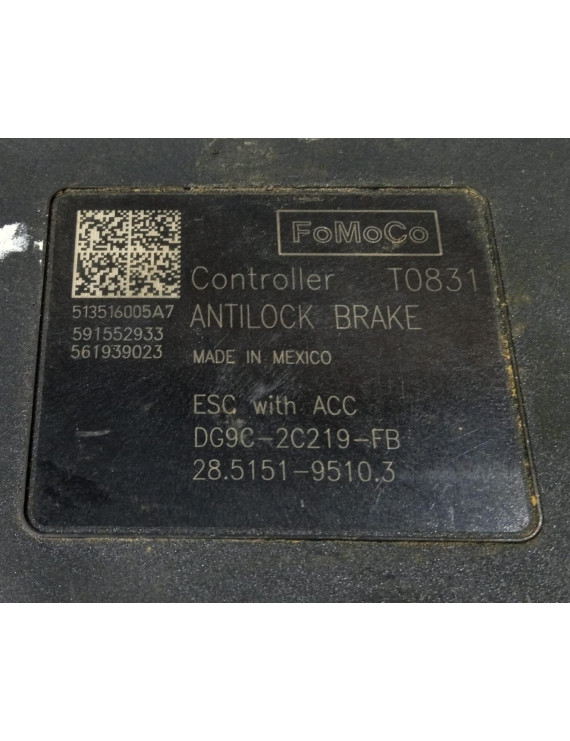 FoMoCo
Controller T0831
513516005A7
ANTILOCK BRAKE
591552933
561939023
MADE IN MEXICO
ESC with ACC
DG9C-2C219-FB
28.5151-9510.3